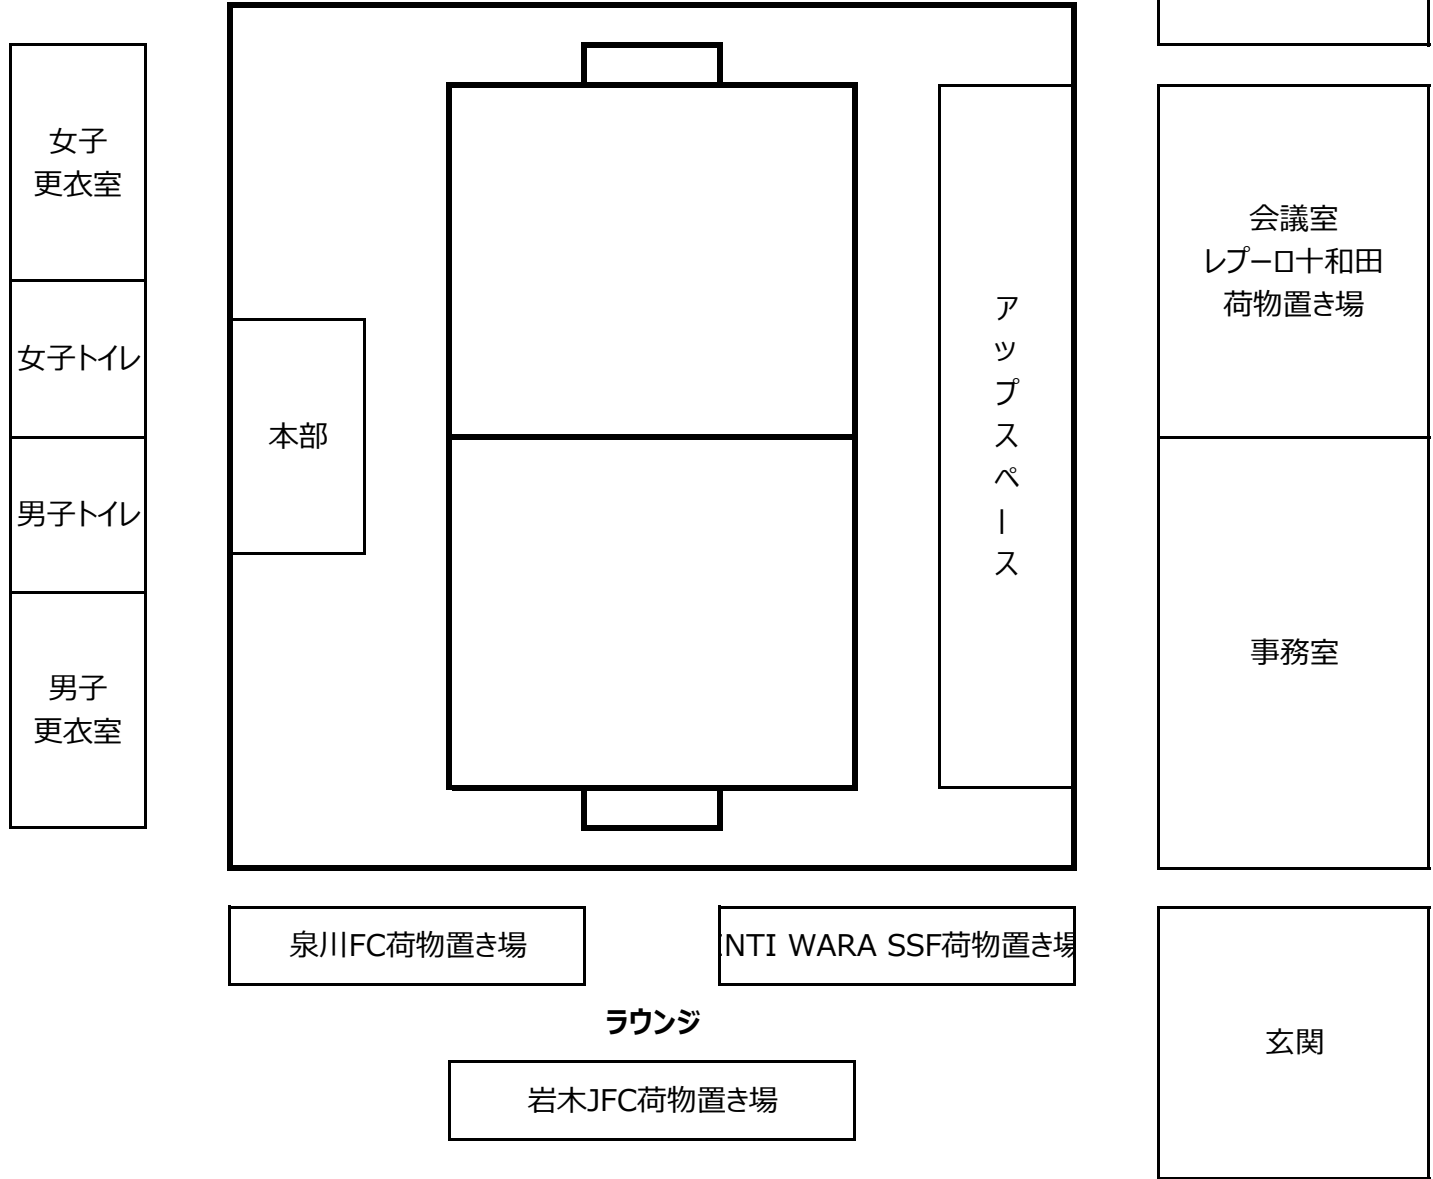 女子
更衣室
女子トイレ
男子トイレ
男子
更衣室
本部
アップスペース
会議室
レプーロ十和田
荷物置き場
事務室
泉川FC荷物置き場
INTI WARA SSF荷物置き場
ラウンジ
岩木JFC荷物置き場
玄関